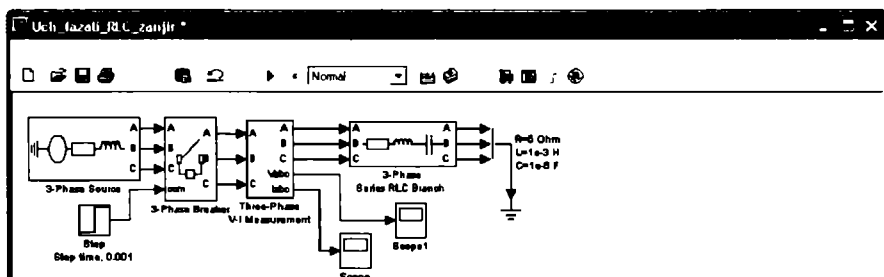 Uch_fazali_RLC_zanjir *
Normal
A
B
C
A
B
C
com
A
B
C
A
B
C
A
B
C
Vabc
Iabc
A
B
C
A
B
C
R=5 Ohm
L=1e-3 H
C=1e-6 F
3-Phase Source
3-Phase Breaker
Three-Phase
V-I Measurement
3-Phase
Series RLC Branch
Step
Step time, 0.001
Scope1
Scope